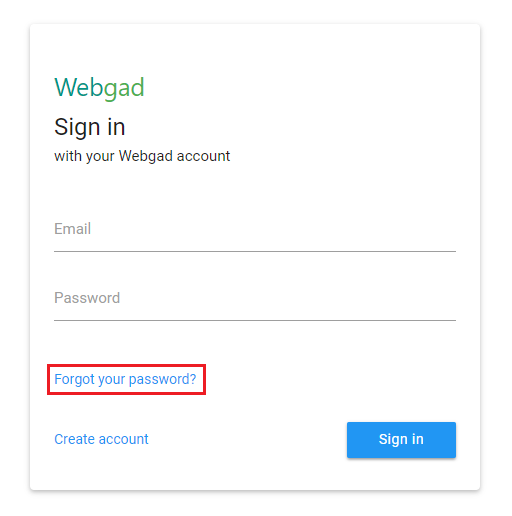 Webgad
Sign in
with your Webgad account
Email
Password
Forgot your password?
Create account
Sign in